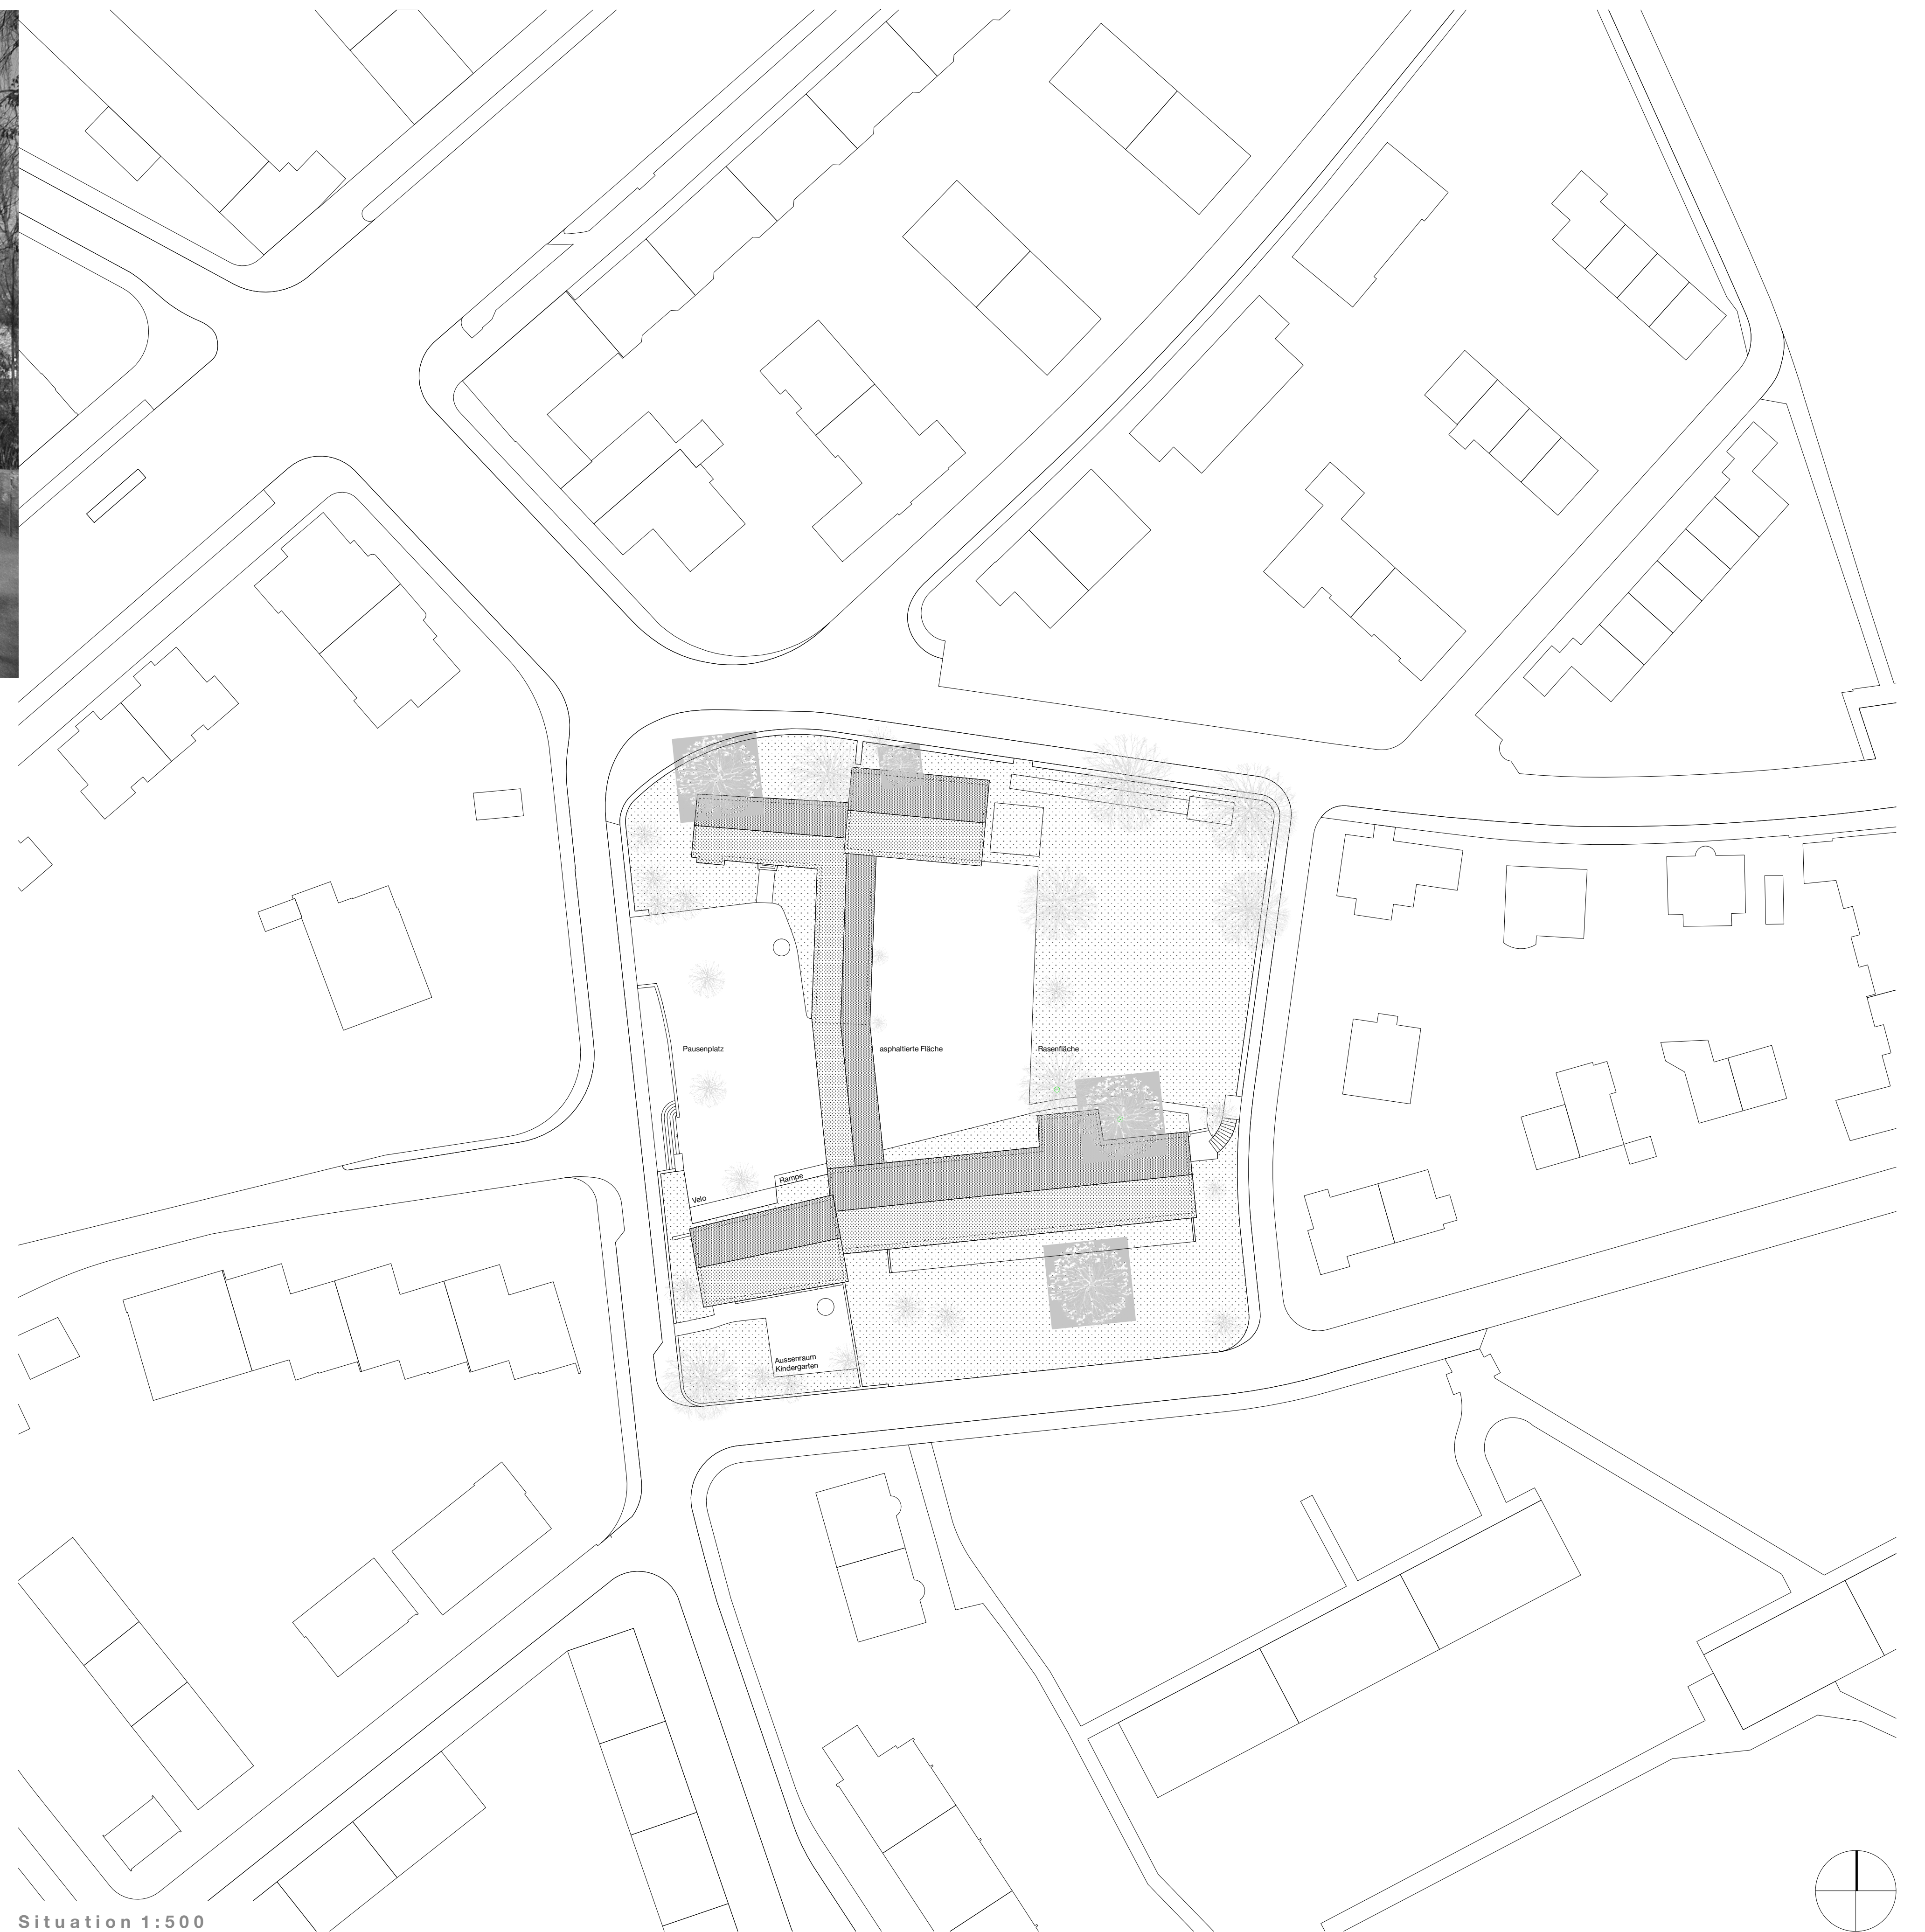 Pausenplatz
asphaltierte Fläche
Rasenfläche
Rampe
Velo
Aussenraum
Kindergarten
Situation 1:500